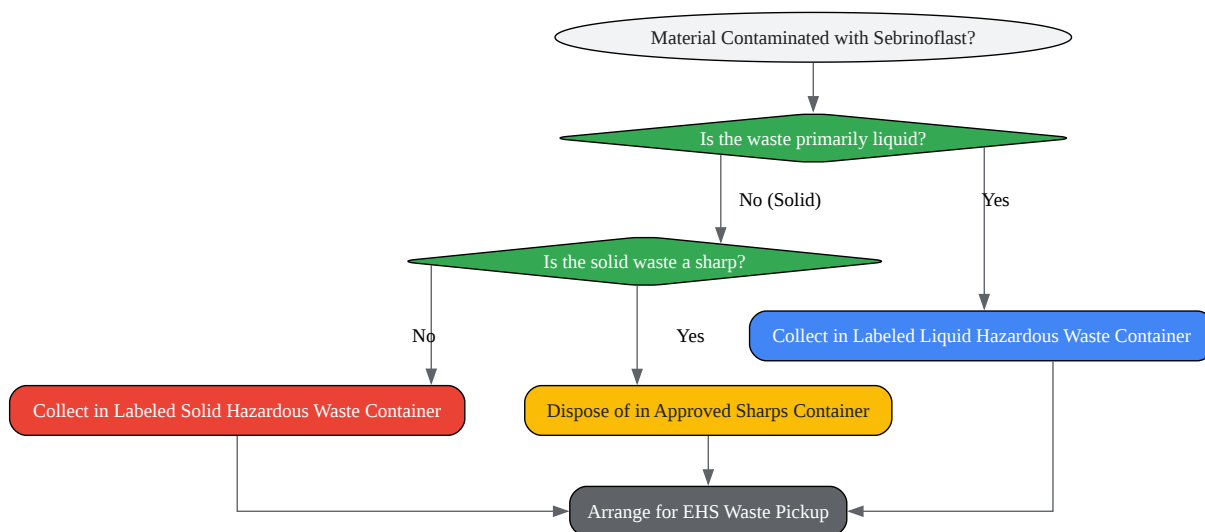 Material Contaminated with Sebrinoflast?
Is the waste primarily liquid?
No (Solid)
Yes
Is the solid waste a sharp?
No
Yes
Collect in Labeled Liquid Hazardous Waste Container
Collect in Labeled Solid Hazardous Waste Container
Dispose of in Approved Sharps Container
Arrange for EHS Waste Pickup